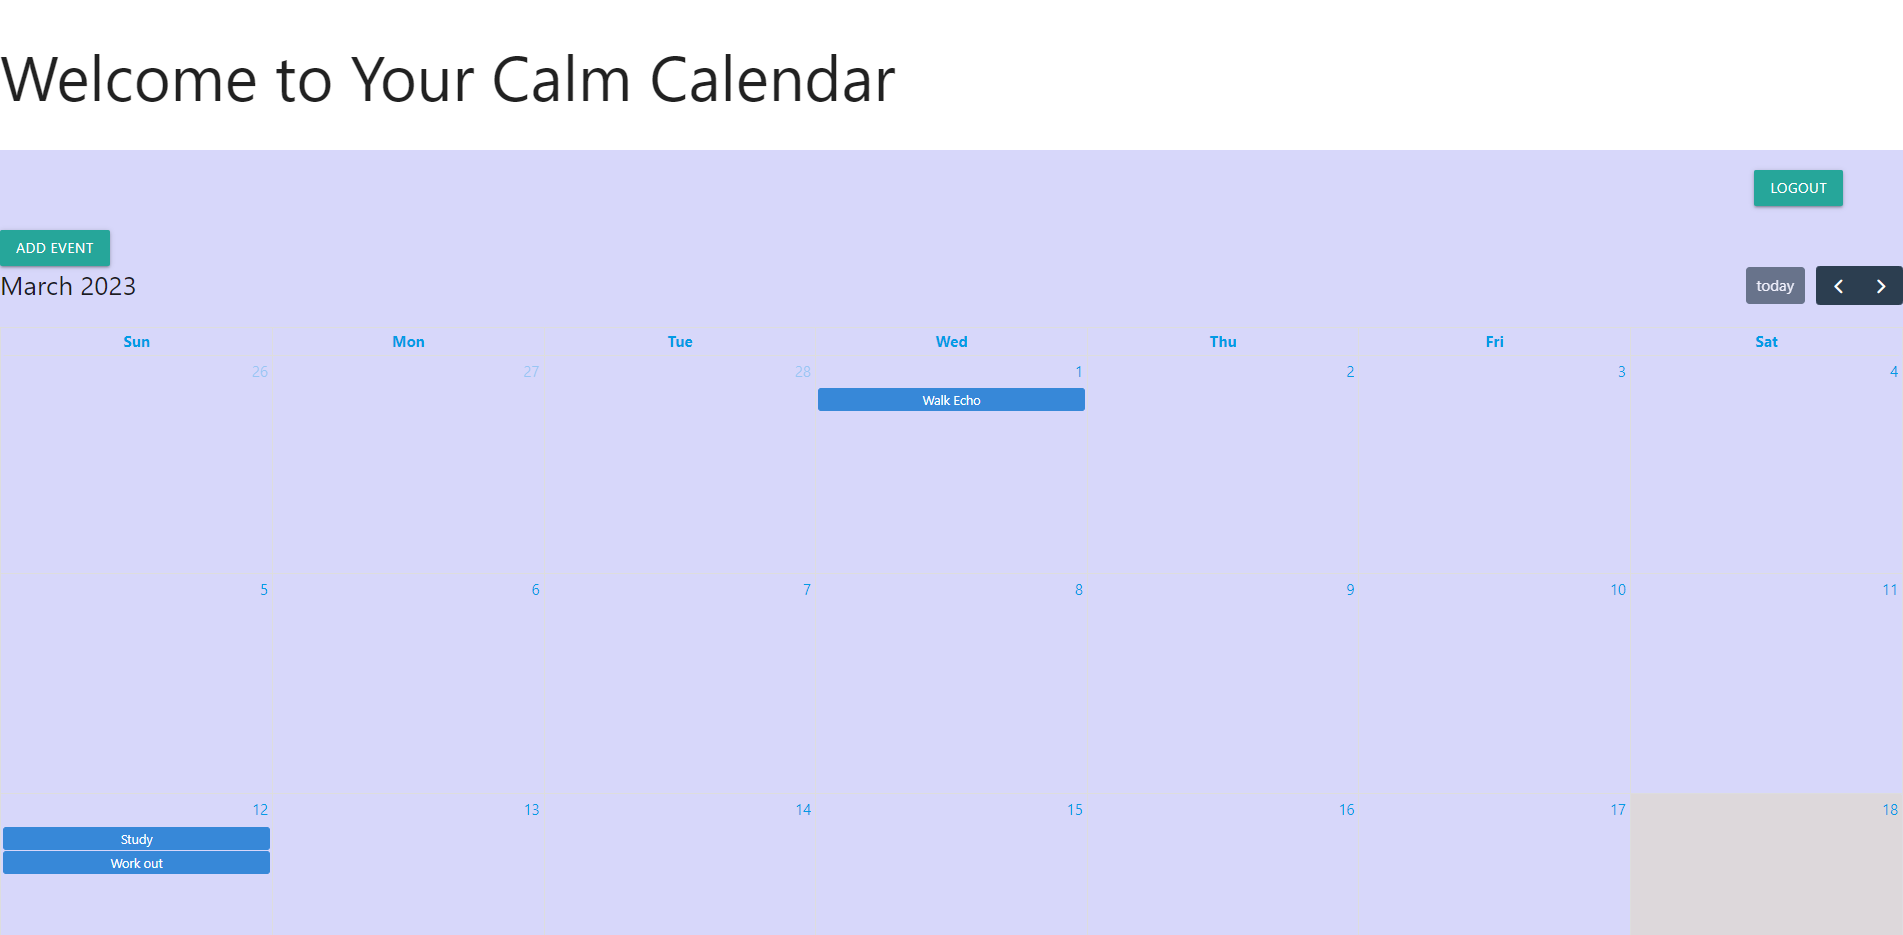 Welcome to Your Calm Calendar
LOGOUT
ADD EVENT
March 2023
today
Sun Mon Tue Wed Thu Fri Sat
26 27 28 1 2 3 4
Walk Echo
5 6 7 8 9 10 11
12 13 14 15 16 17 18
Study
Work out